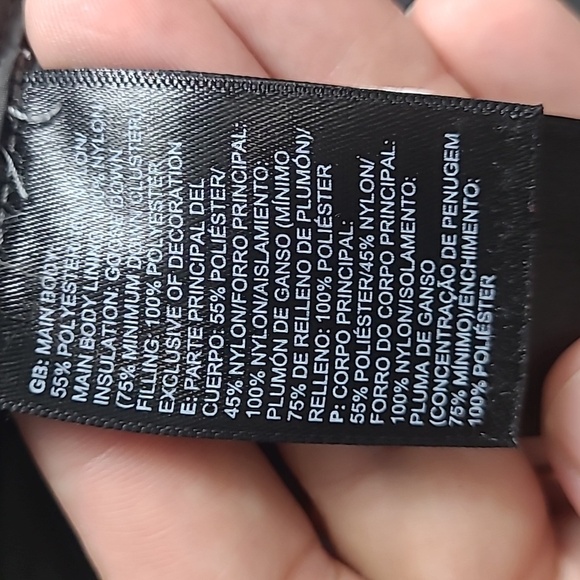 GB: MAIN BODY:
55% POLYESTER/
MAIN BODY LINING: NYLON/
INSULATION: GOOSE DOWN
(75% MINIMUM DOWN CLUSTER)/
FILLING: 100% POLYESTER
EXCLUSIVE OF DECORATION
E: PARTE PRINCIPAL DEL
CUERPO: 55% POLIÉSTER/
45% NYLON/FORRO PRINCIPAL:
100% NYLON/AISLAMIENTO:
PLUMÓN DE GANSO (MÍNIMO
75% DE RELLENO DE PLUMÓN)/
RELLENO: 100% POLIÉSTER
P: CORPO PRINCIPAL:
55% POLIÉSTER/45% NYLON/
FORRO DO CORPO PRINCIPAL:
100% NYLON/ISOLAMENTO:
PLUMA DE GANSO
(CONCENTRAÇÃO DE PENUGEM
75% MÍNIMO)/ENCHIMENTO:
100% POLIÉSTER